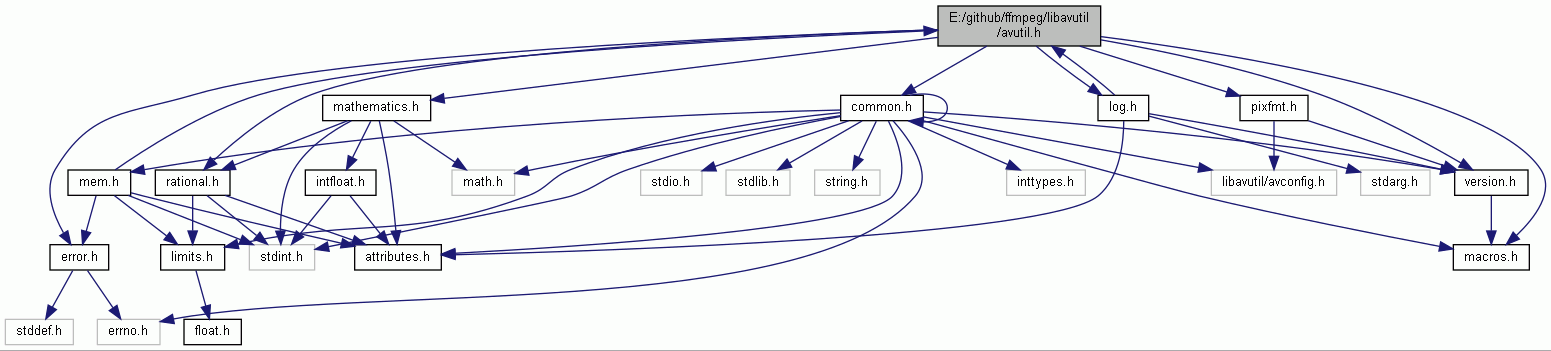 E:/github/ffmpeg/libavutil
/avutil.h
mathematics.h
common.h
log.h
pixfmt.h
mem.h
rational.h
intfloat.h
math.h
stdio.h
stdlib.h
string.h
inttypes.h
libavutil/avconfig.h
stdarg.h
version.h
error.h
limits.h
stdint.h
attributes.h
macros.h
stddef.h
errno.h
float.h